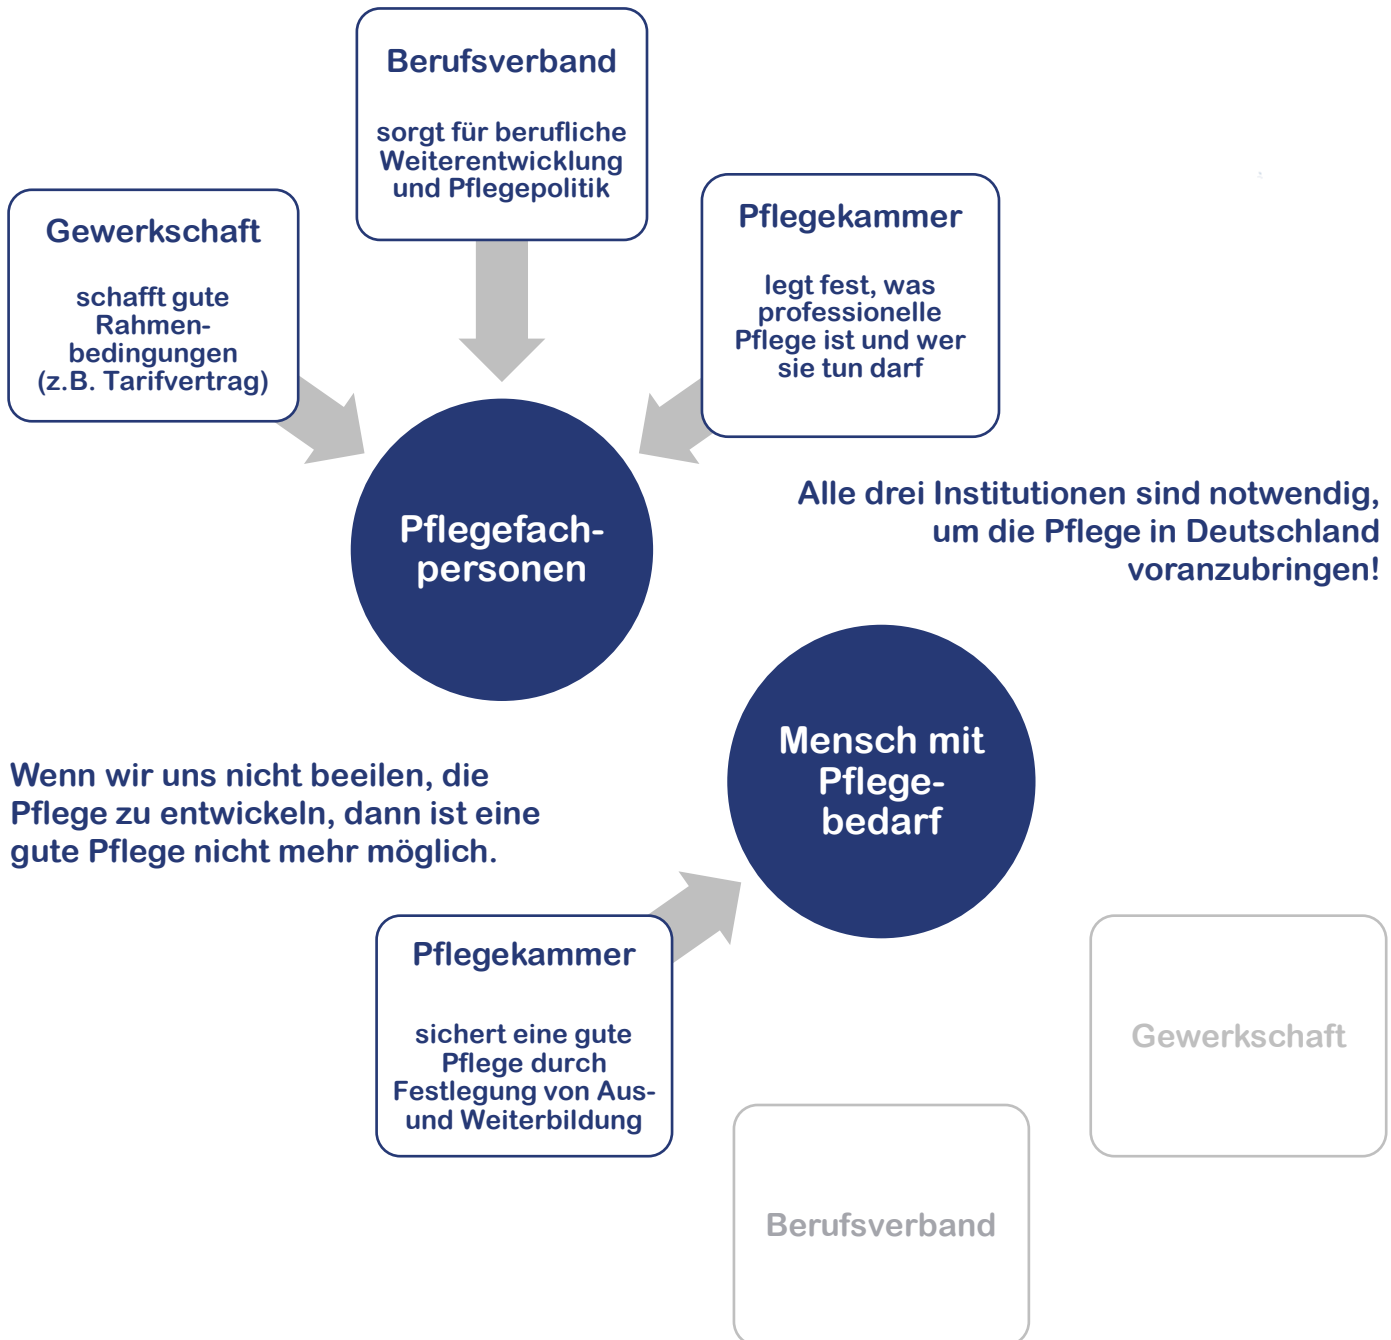 Berufsverband
sorgt für berufliche
Weiterentwicklung
und Pflegepolitik
Gewerkschaft
schafft gute
Rahmen-
bedingungen
(z.B. Tarifvertrag)
Pflegekammer
legt fest, was
professionelle
Pflege ist und wer
sie tun darf
Pflegefach-
personen
Alle drei Institutionen sind notwendig,
um die Pflege in Deutschland
voranzubringen!
Mensch mit
Pflege-
bedarf
Wenn wir uns nicht beeilen, die
Pflege zu entwickeln, dann ist eine
gute Pflege nicht mehr möglich.
Pflegekammer
sichert eine gute
Pflege durch
Festlegung von Aus-
und Weiterbildung
Gewerkschaft
Berufsverband